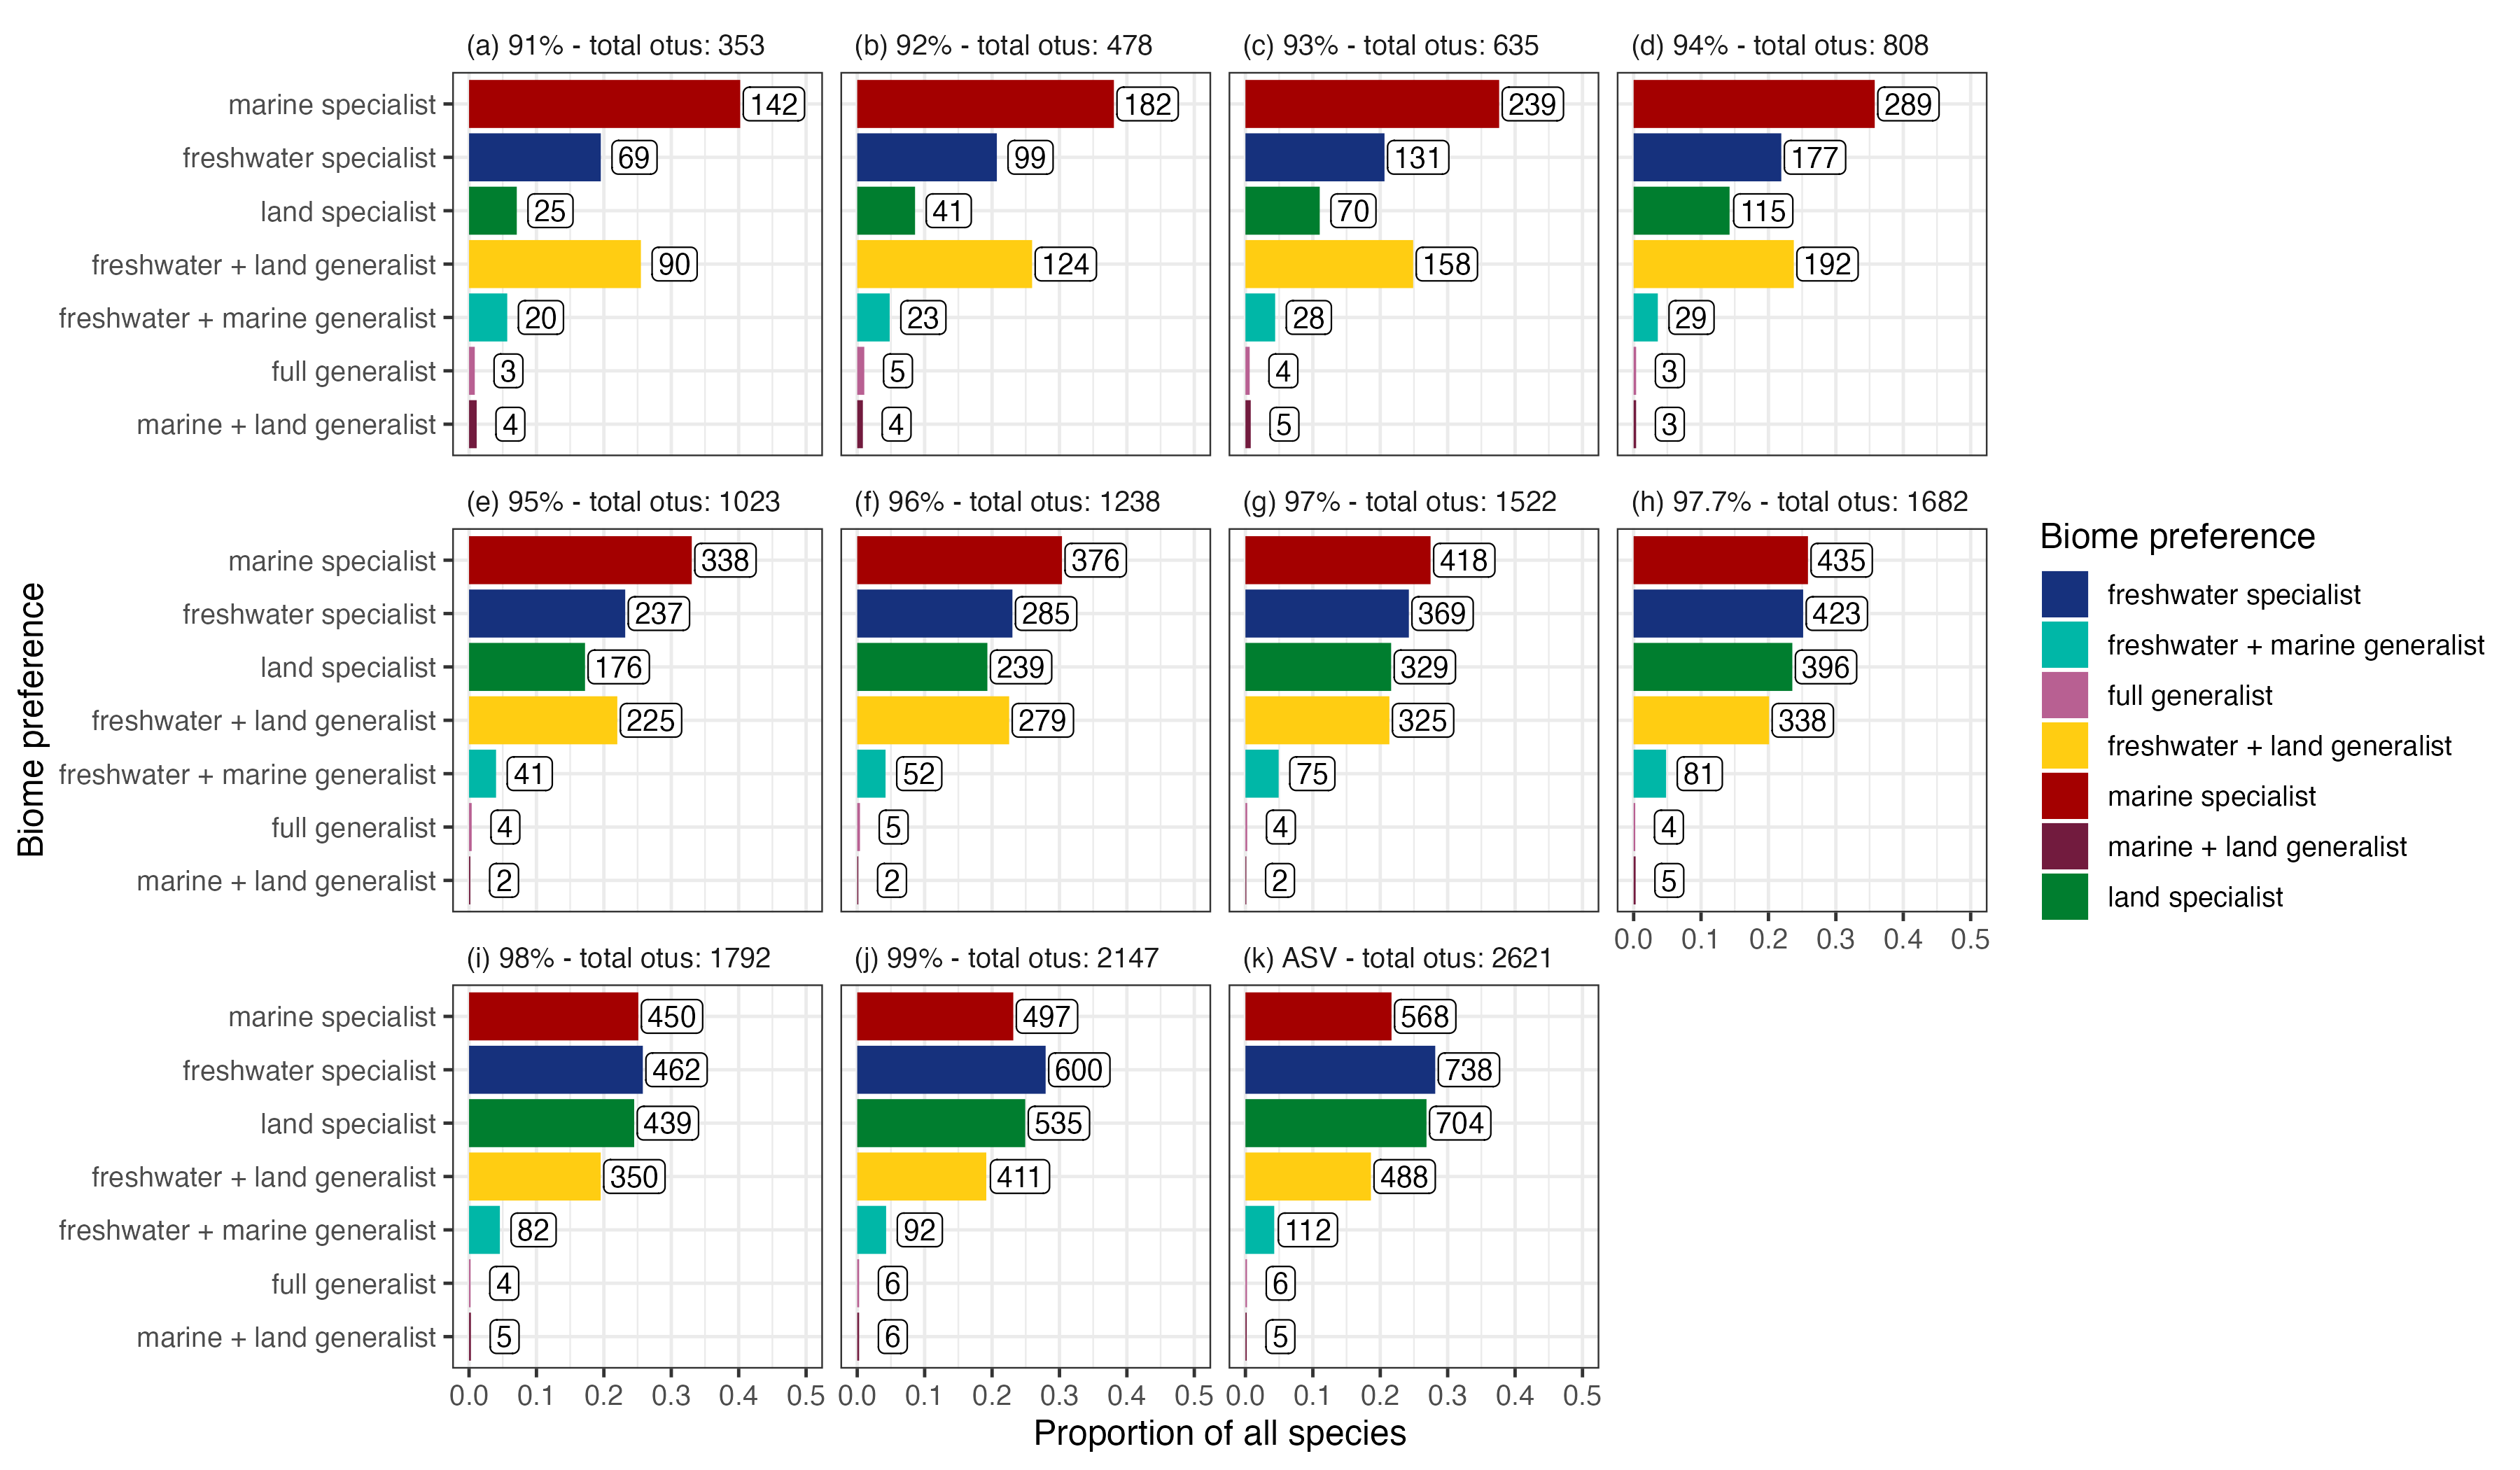 (a) 91% - total otus: 353
(b) 92% - total otus: 478
(c) 93% - total otus: 635
(d) 94% - total otus: 808
marine specialist
142
182
239
289
freshwater specialist
69
99
131
177
land specialist
25
41
70
115
freshwater + land generalist
90
124
158
192
freshwater + marine generalist
20
23
28
29
full generalist
3
5
4
3
marine + land generalist
4
4
5
3
(e) 95% - total otus: 1023
(f) 96% - total otus: 1238
(g) 97% - total otus: 1522
(h) 97.7% - total otus: 1682
marine specialist
338
376
418
435
freshwater specialist
237
285
369
423
land specialist
176
239
329
396
freshwater + land generalist
225
279
325
338
freshwater + marine generalist
41
52
75
81
full generalist
4
5
4
4
marine + land generalist
2
2
2
5
0.0 0.1 0.2 0.3 0.4 0.5
Biome preference
Biome preference
freshwater specialist
freshwater + marine generalist
full generalist
freshwater + land generalist
marine specialist
marine + land generalist
land specialist
(i) 98% - total otus: 1792
(j) 99% - total otus: 2147
(k) ASV - total otus: 2621
marine specialist
450
497
568
freshwater specialist
462
600
738
land specialist
439
535
704
freshwater + land generalist
350
411
488
freshwater + marine generalist
82
92
112
full generalist
4
6
6
marine + land generalist
5
6
5
0.0 0.1 0.2 0.3 0.4 0.5
0.0 0.1 0.2 0.3 0.4 0.5
0.0 0.1 0.2 0.3 0.4 0.5
Proportion of all species